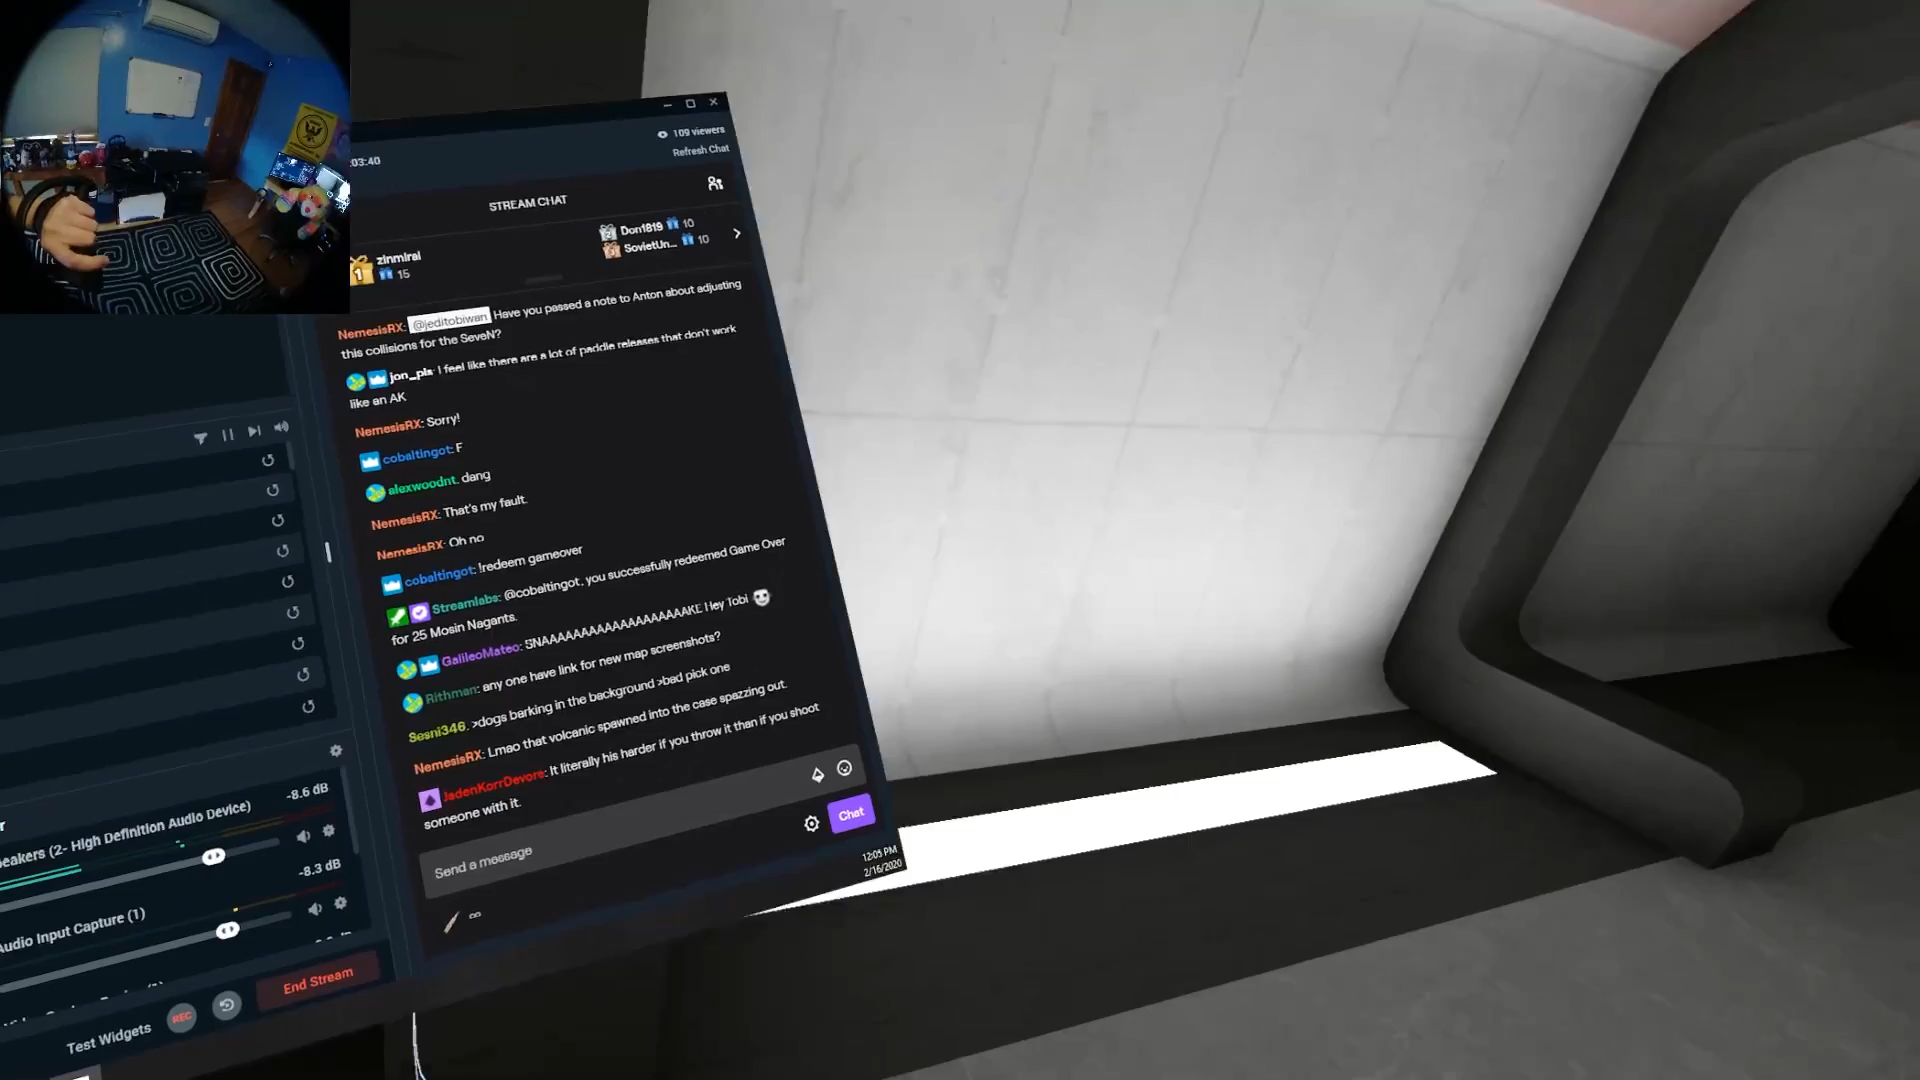 109 viewers
:03:40
Refresh Chat
STREAM CHAT
Don1819 10
SovietUn... 10
zinmirai
1 15
NemesisRX: @jeditobiwan Have you passed a note to Anton about adjusting
this collisions for the SeveN?
jon_pls: I feel like there are a lot of paddle releases that don't work
like an AK
NemesisRX: Sorry!
cobaltingot: F
alexwoodnt: dang
NemesisRX: That's my fault.
NemesisRX: Oh no
cobaltingot: !redeem gameover
Streamlabs: @cobaltingot, you successfully redeemed Game Over
for 25 Mosin Nagants.
GalileoMateo: SNAAAAAAAAAAAAAAAAAAAAKE Hey Tobi
Rithman: any one have link for new map screenshots?
Sesni346: >dogs barking in the background >bad pick one
NemesisRX: Lmao that volcanic spawned into the case spazzing out.
JadenKorrDevore: It literally his harder if you throw it than if you shoot
someone with it.
Send a message
Chat
12:05 PM
2/16/2020
-8.6 dB
eakers (2- High Definition Audio Device)
-8.3 dB
Audio Input Capture (1)
End Stream
REC
Test Widgets